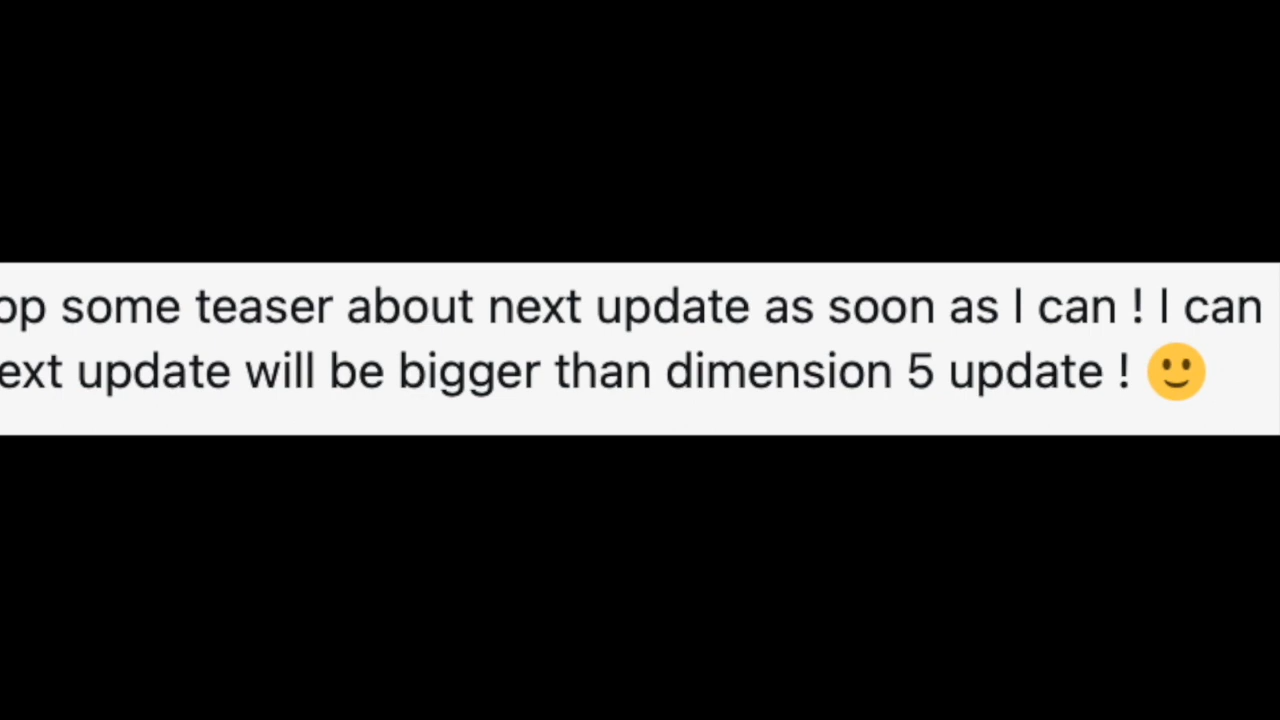 op some teaser about next update as soon as I can ! I can
ext update will be bigger than dimension 5 update ! 🙂